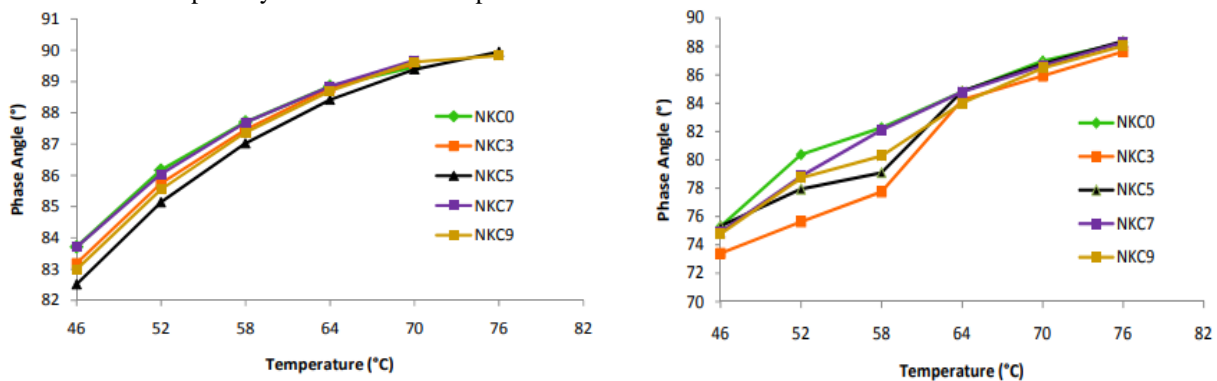 91
90
89
88
87
86
85
84
83
82
Phase Angle (°)
46 52 58 64 70 76 82
Temperature (°C)
NKC0
NKC3
NKC5
NKC7
NKC9
90
88
86
84
82
80
78
76
74
72
70
Phase Angle (°)
46 52 58 64 70 76 82
Temperature (°C)
NKC0
NKC3
NKC5
NKC7
NKC9